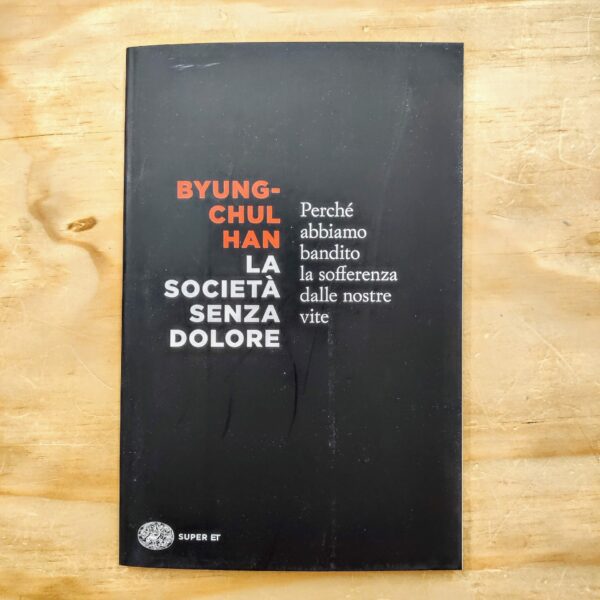 BYUNG-
CHUL
HAN
LA
SOCIETÀ
SENZA
DOLORE
Perché
abbiamo
bandito
la sofferenza
dalle nostre
vite
SUPER ET